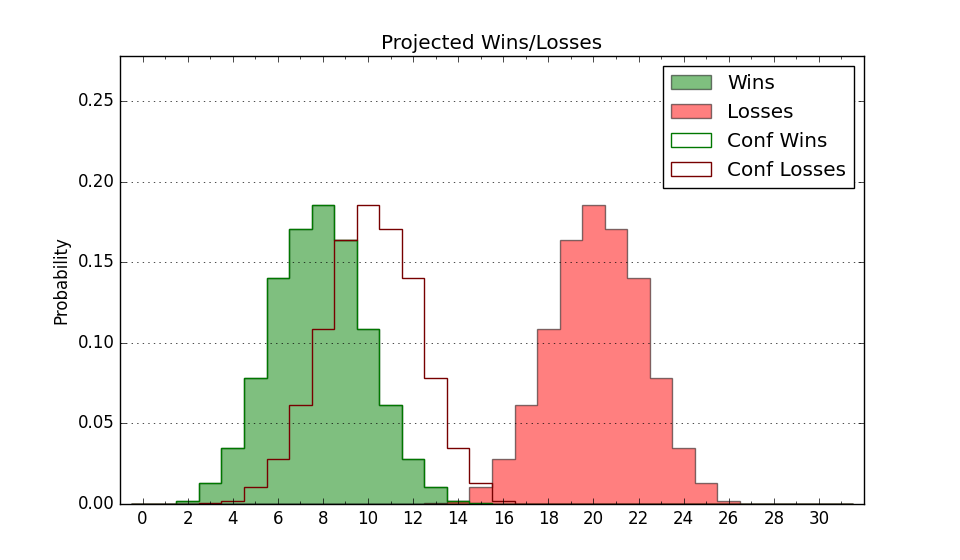 Projected Wins/Losses
Wins
Losses
Conf Wins
Conf Losses
Probability
0.25
0.20
0.15
0.10
0.05
0.00
0 2 4 6 8 10 12 14 16 18 20 22 24 26 28 30